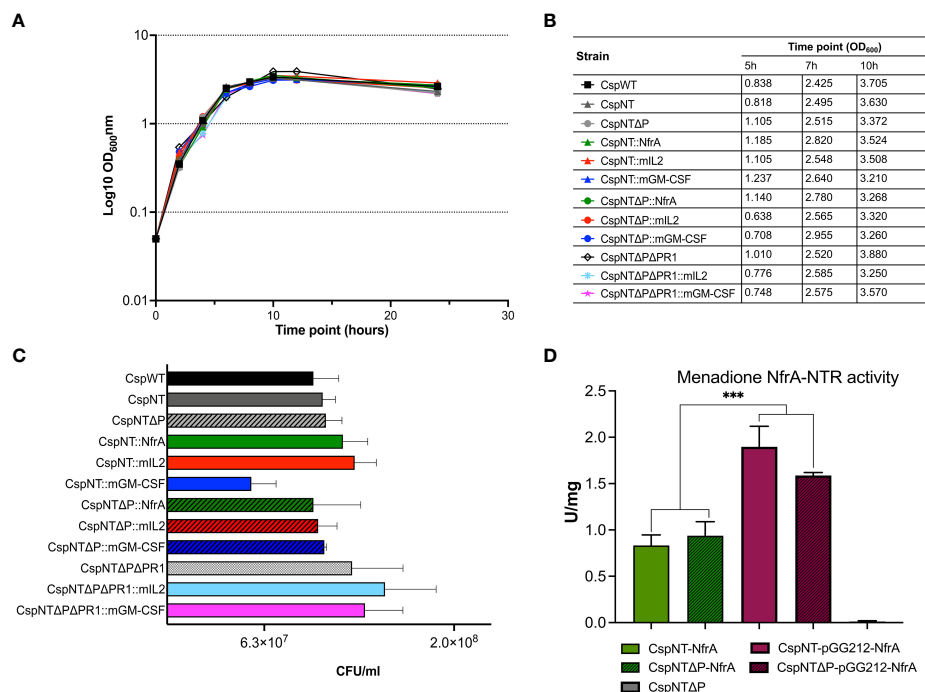 A
Log10 OD600nm
10
1
0.1
0.01
0 10 20 30
Time point (hours)
B
Strain Time point (OD600)
5h 7h 10h
CspWT 0.838 2.425 3.705
CspNT 0.818 2.495 3.630
CspNTΔP 1.105 2.515 3.372
CspNT::NfrA 1.185 2.820 3.524
CspNT::mIL2 1.105 2.548 3.508
CspNT::mGM-CSF 1.237 2.640 3.210
CspNTΔP::NfrA 1.140 2.780 3.268
CspNTΔP::mIL2 0.638 2.565 3.320
CspNTΔP::mGM-CSF 0.708 2.955 3.260
CspNTΔPΔPR1 1.010 2.520 3.880
CspNTΔPΔPR1::mIL2 0.776 2.585 3.250
CspNTΔPΔPR1::mGM-CSF 0.748 2.575 3.570
C
CspWT
CspNT
CspNTΔP
CspNT::NfrA
CspNT::mIL2
CspNT::mGM-CSF
CspNTΔP::NfrA
CspNTΔP::mIL2
CspNTΔP::mGM-CSF
CspNTΔPΔPR1
CspNTΔPΔPR1::mIL2
CspNTΔPΔPR1::mGM-CSF
6.3×10⁷ 2.0×10⁸
CFU/ml
D
Menadione NfrA-NTR activity
***
U/mg
2.5
2.0
1.5
1.0
0.5
0.0
CspNT-NfrA CspNT-pGG212-NfrA
CspNTΔP-NfrA CspNTΔP-pGG212-NfrA
CspNTΔP